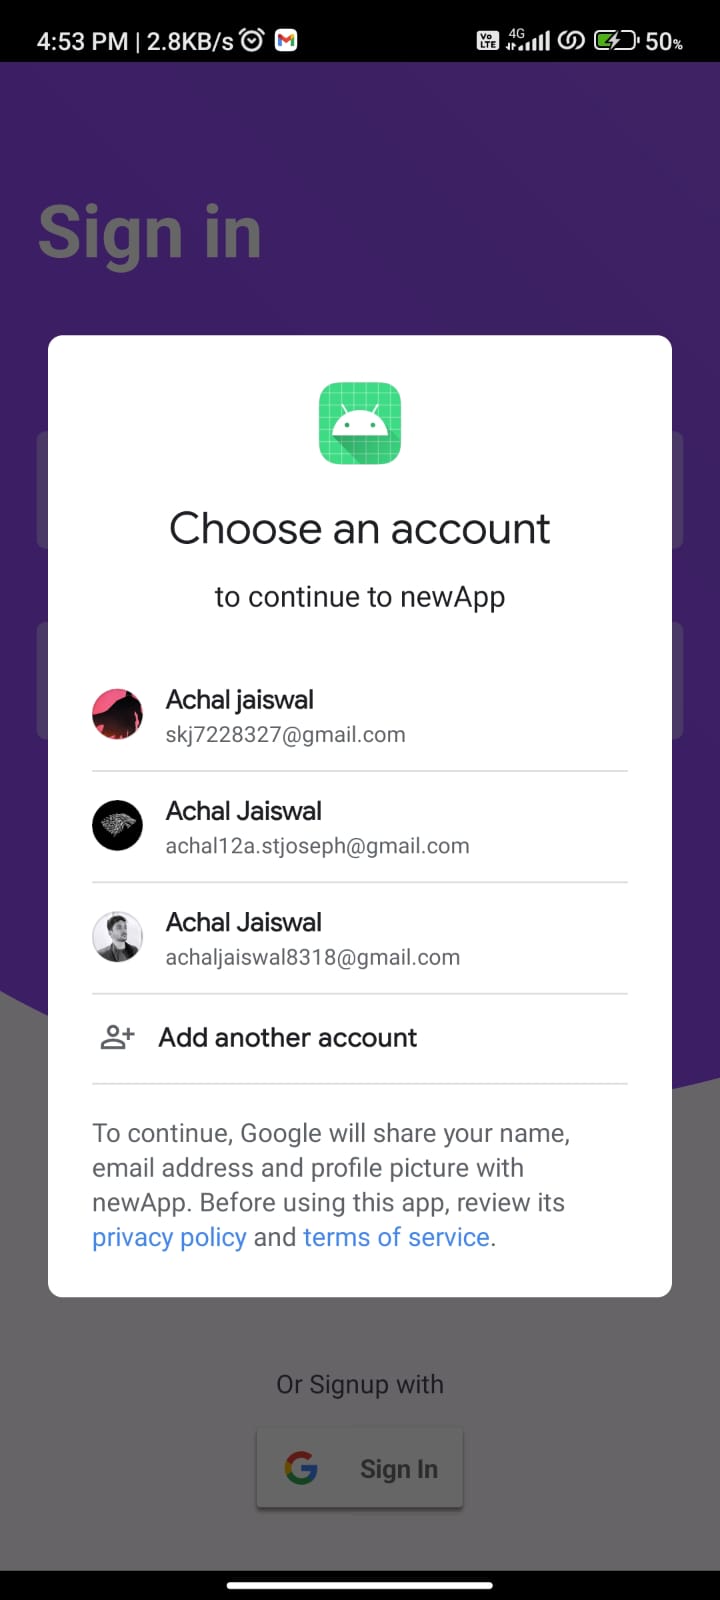 4:53 PM | 2.8KB/s
Vo LTE 4G 50%
Sign in
Choose an account
to continue to newApp
Achal jaiswal
skj7228327@gmail.com
Achal Jaiswal
achal12a.stjoseph@gmail.com
Achal Jaiswal
achaljaiswal8318@gmail.com
Add another account
To continue, Google will share your name,
email address and profile picture with
newApp. Before using this app, review its
privacy policy and terms of service.
Or Signup with
Sign In